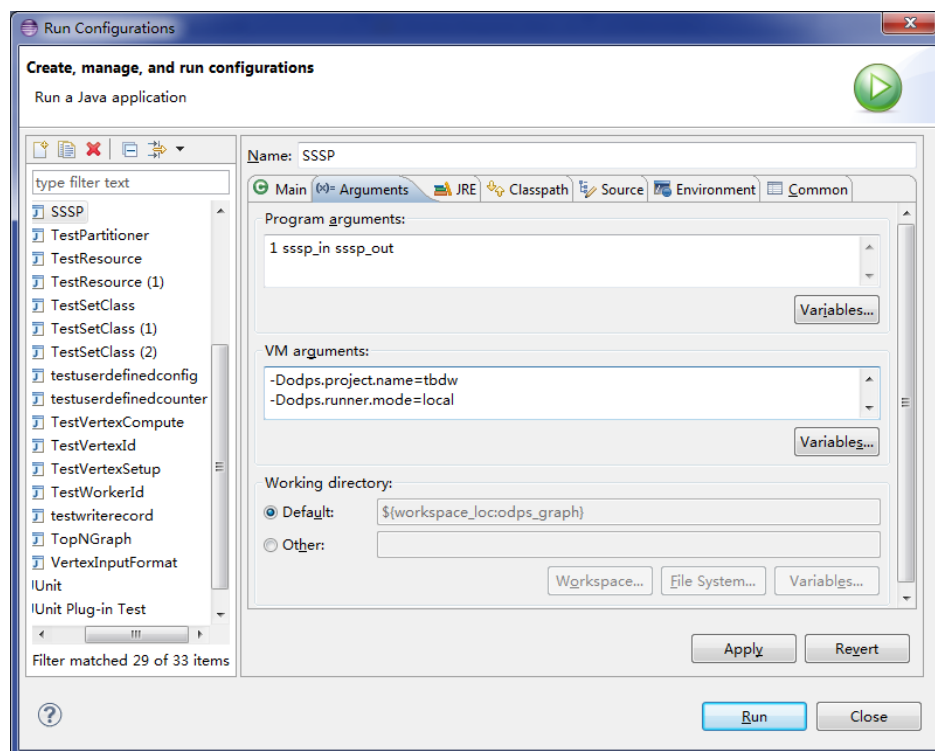 Run Configurations
Create, manage, and run configurations
Run a Java application
type filter text
SSSP
TestPartitioner
TestResource
TestResource (1)
TestSetClass
TestSetClass (1)
TestSetClass (2)
testuserdefinedconfig
testuserdefinedcounter
TestVertexCompute
TestVertexId
TestVertexSetup
TestWorkerId
testwriterecord
TopNGraph
VertexInputFormat
Unit
Unit Plug-in Test
Filter matched 29 of 33 items
Name: SSSP
Main (x)= Arguments JRE Classpath Source Environment Common
Program arguments:
1 sssp_in sssp_out
Variables...
VM arguments:
-Dodps.project.name=tbdw
-Dodps.runner.mode=local
Variables...
Working directory:
Default: ${workspace_loc:odps_graph}
Other:
Workspace... File System... Variables...
Apply Revert
Run Close